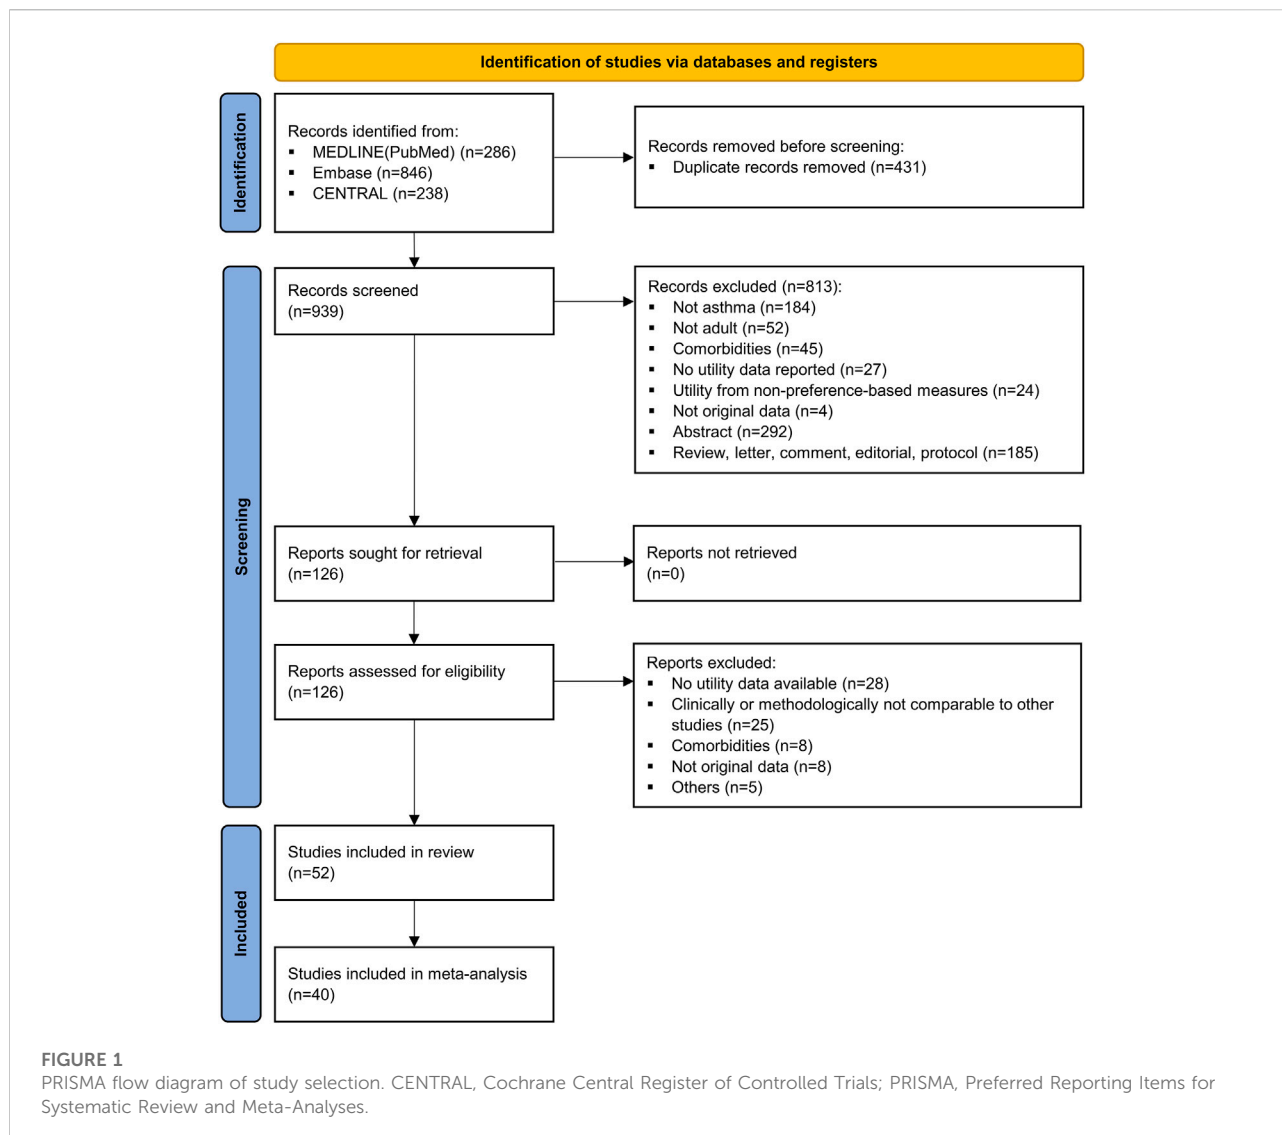 Identification of studies via databases and registers
Identification
Records identified from:
▪ MEDLINE(PubMed) (n=286)
▪ Embase (n=846)
▪ CENTRAL (n=238)
Records removed before screening:
▪ Duplicate records removed (n=431)
Screening
Records screened
(n=939)
Records excluded (n=813):
▪ Not asthma (n=184)
▪ Not adult (n=52)
▪ Comorbidities (n=45)
▪ No utility data reported (n=27)
▪ Utility from non-preference-based measures (n=24)
▪ Not original data (n=4)
▪ Abstract (n=292)
▪ Review, letter, comment, editorial, protocol (n=185)
Reports sought for retrieval
(n=126)
Reports not retrieved
(n=0)
Reports assessed for eligibility
(n=126)
Reports excluded:
▪ No utility data available (n=28)
▪ Clinically or methodologically not comparable to other
studies (n=25)
▪ Comorbidities (n=8)
▪ Not original data (n=8)
▪ Others (n=5)
Included
Studies included in review
(n=52)
Studies included in meta-analysis
(n=40)
FIGURE 1
PRISMA flow diagram of study selection. CENTRAL, Cochrane Central Register of Controlled Trials; PRISMA, Preferred Reporting Items for
Systematic Review and Meta-Analyses.